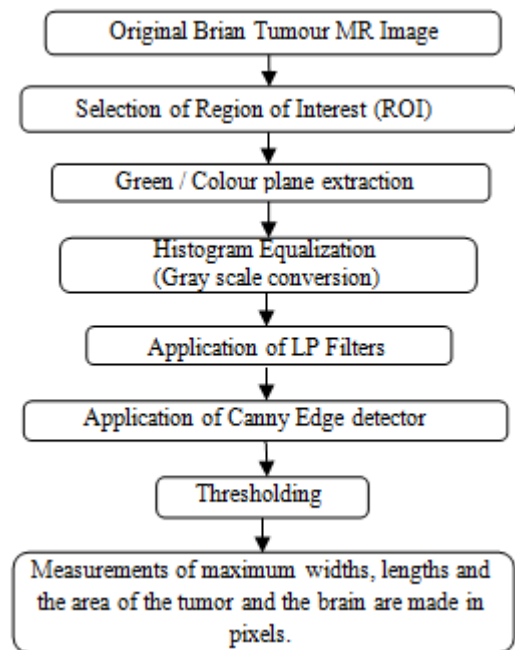 Original Brian Tumour MR Image
Selection of Region of Interest (ROI)
Green / Colour plane extraction
Histogram Equalization
(Gray scale conversion)
Application of LP Filters
Application of Canny Edge detector
Thresholding
Measurements of maximum widths, lengths and
the area of the tumor and the brain are made in
pixels.